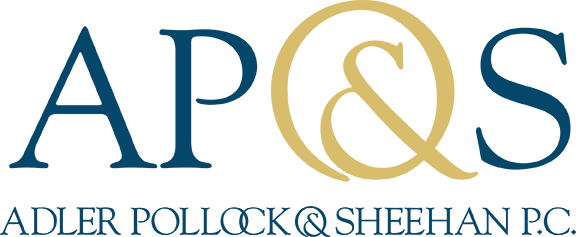 AP&S
ADLER POLLOCK & SHEEHAN P.C.